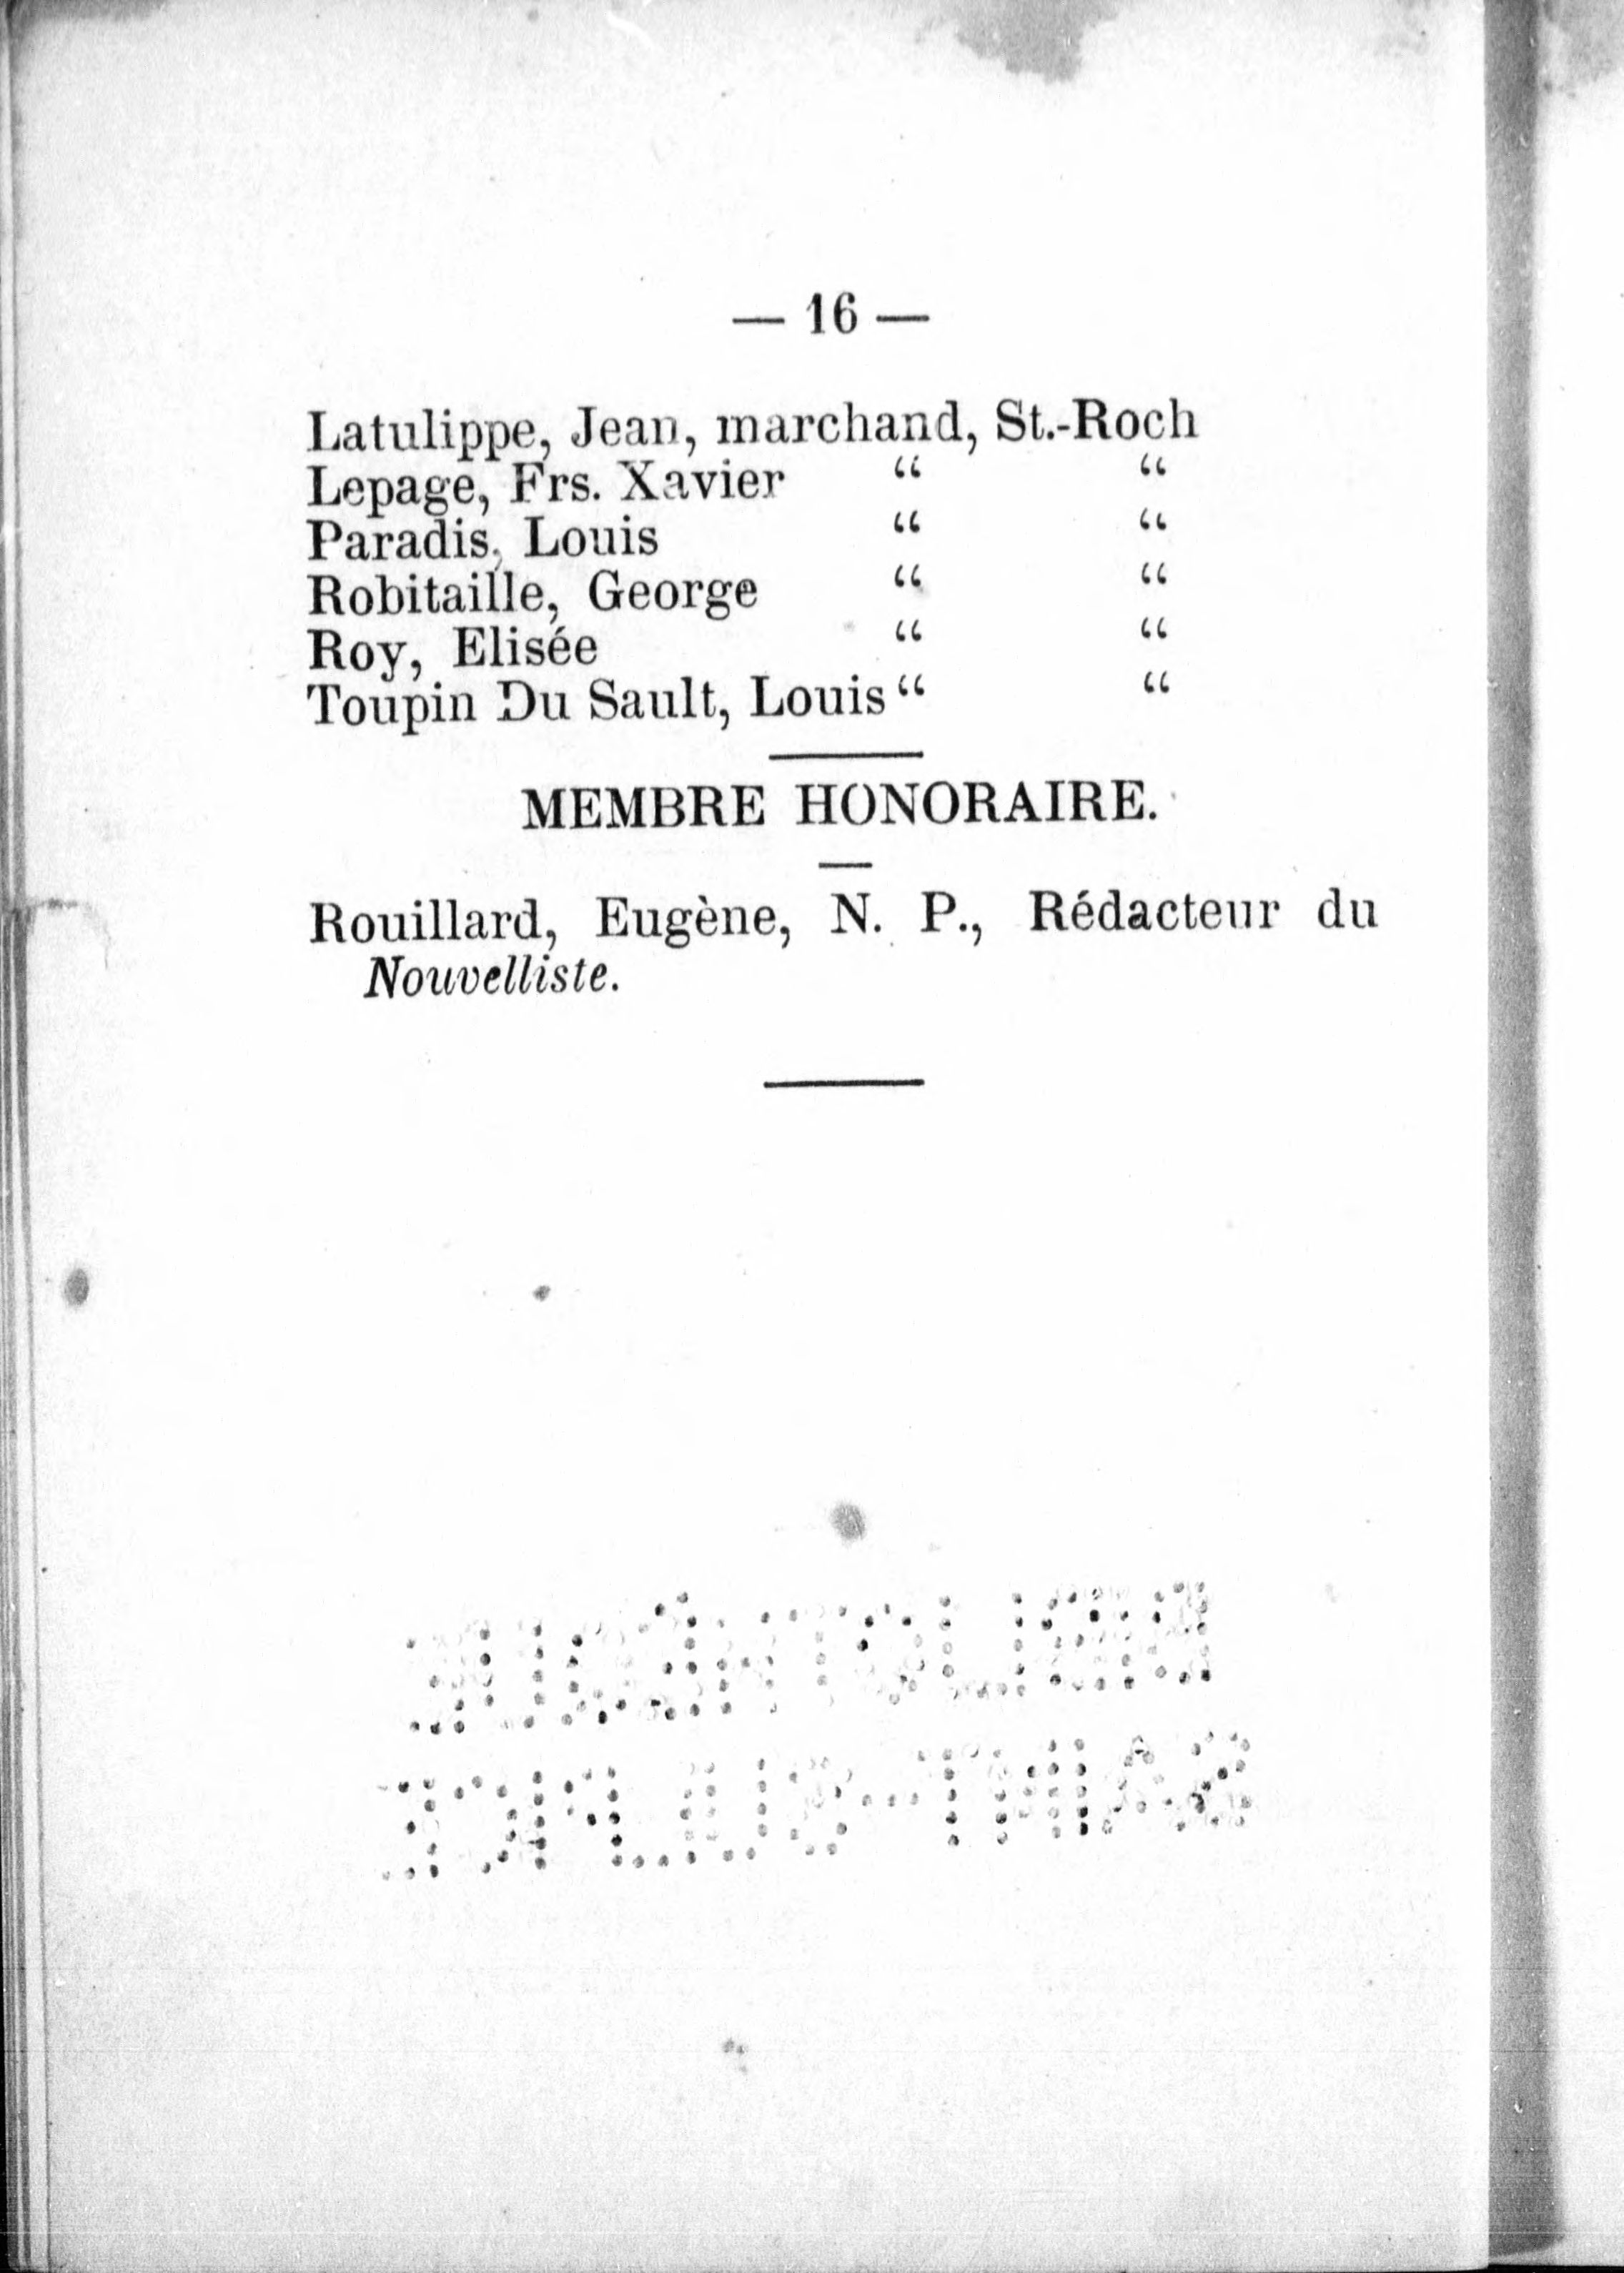 — 16 —
Latulippe, Jean, marchand, St.-Roch
Lepage, Frs. Xavier “ “
Paradis, Louis “ “
Robitaille, George “ “
Roy, Elisée “ “
Toupin Du Sault, Louis “ “
MEMBRE HONORAIRE.
Rouillard, Eugène, N. P., Rédacteur du
Nouvelliste.